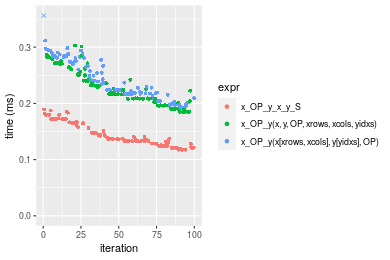 0.3
0.2
0.1
0.0
time (ms)
0
25
50
75
100
iteration
expr
x_OP_y_x_y_S
x_OP_y(x, y, OP, xrows, xcols, yidxs)
x_OP_y(x[xrows, xcols], y[yidxs], OP)